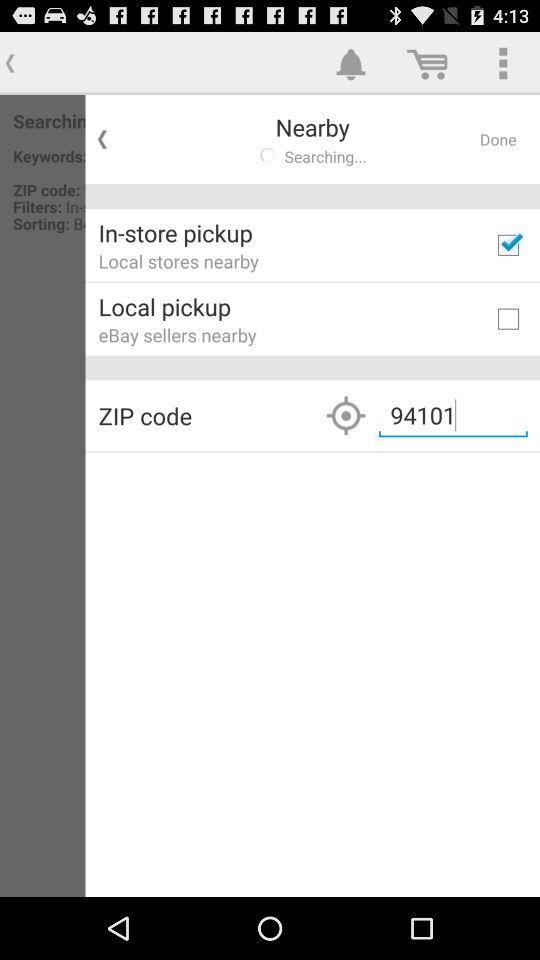 4:13
Nearby
Searching...
Done
Searchin
Keywords:
ZIP code:
Filters: In-
Sorting: B
In-store pickup
Local stores nearby
Local pickup
eBay sellers nearby
ZIP code
94101